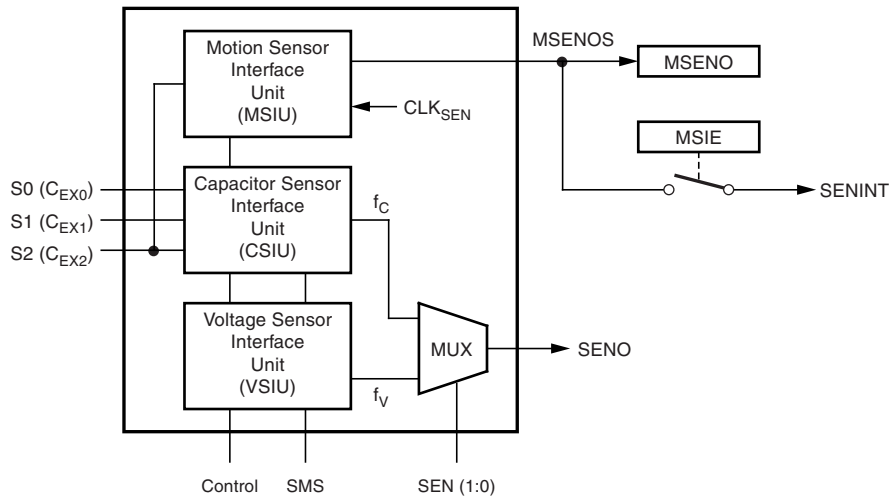 Motion Sensor
Interface
Unit
(MSIU)
MSENOS
MSENO
CLKSEN
MSIE
SENINT
S0 (CEX0)
S1 (CEX1)
S2 (CEX2)
Capacitor Sensor
Interface
Unit
(CSIU)
fC
Voltage Sensor
Interface
Unit
(VSIU)
fV
MUX
SENO
Control
SMS
SEN (1:0)